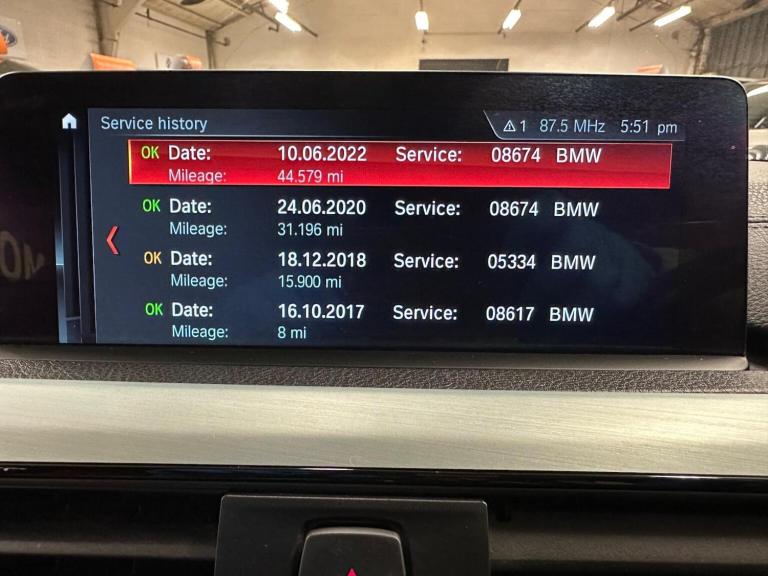 Service history
1 87.5 MHz 5:51 pm
OK Date: 10.06.2022 Service: 08674 BMW
Mileage: 44.579 mi
OK Date: 24.06.2020 Service: 08674 BMW
Mileage: 31.196 mi
OK Date: 18.12.2018 Service: 05334 BMW
Mileage: 15.900 mi
OK Date: 16.10.2017 Service: 08617 BMW
Mileage: 8 mi